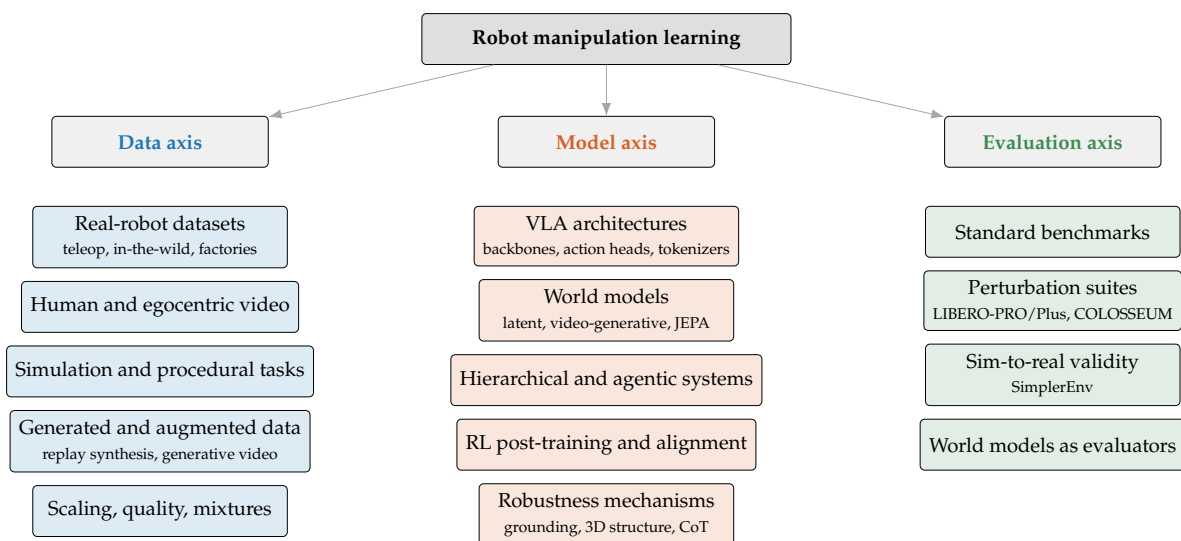 Robot manipulation learning
Data axis
Real-robot datasets
teleop, in-the-wild, factories
Human and egocentric video
Simulation and procedural tasks
Generated and augmented data
replay synthesis, generative video
Scaling, quality, mixtures
Model axis
VLA architectures
backbones, action heads, tokenizers
World models
latent, video-generative, JEPA
Hierarchical and agentic systems
RL post-training and alignment
Robustness mechanisms
grounding, 3D structure, CoT
Evaluation axis
Standard benchmarks
Perturbation suites
LIBERO-PRO/Plus, COLOSSEUM
Sim-to-real validity
SimplerEnv
World models as evaluators